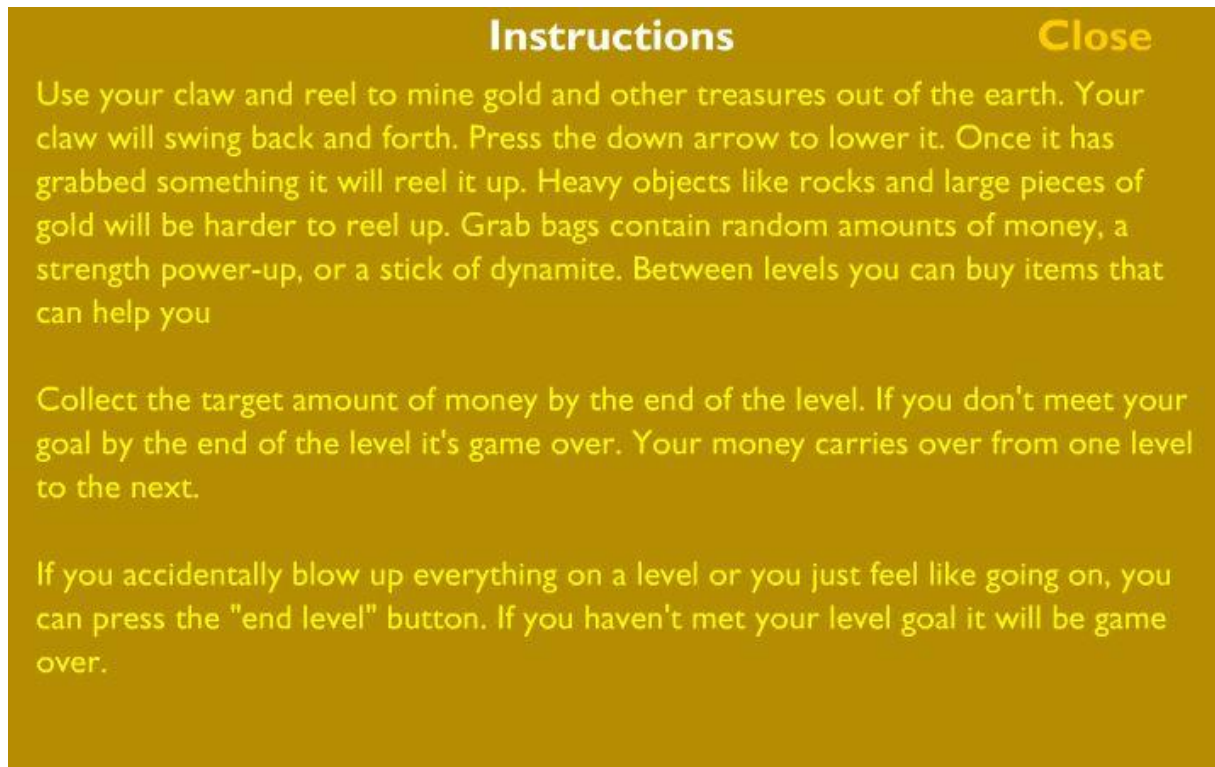 Instructions Close
Use your claw and reel to mine gold and other treasures out of the earth. Your
claw will swing back and forth. Press the down arrow to lower it. Once it has
grabbed something it will reel it up. Heavy objects like rocks and large pieces of
gold will be harder to reel up. Grab bags contain random amounts of money, a
strength power-up, or a stick of dynamite. Between levels you can buy items that
can help you
Collect the target amount of money by the end of the level. If you don't meet your
goal by the end of the level it's game over. Your money carries over from one level
to the next.
If you accidentally blow up everything on a level or you just feel like going on, you
can press the "end level" button. If you haven't met your level goal it will be game
over.